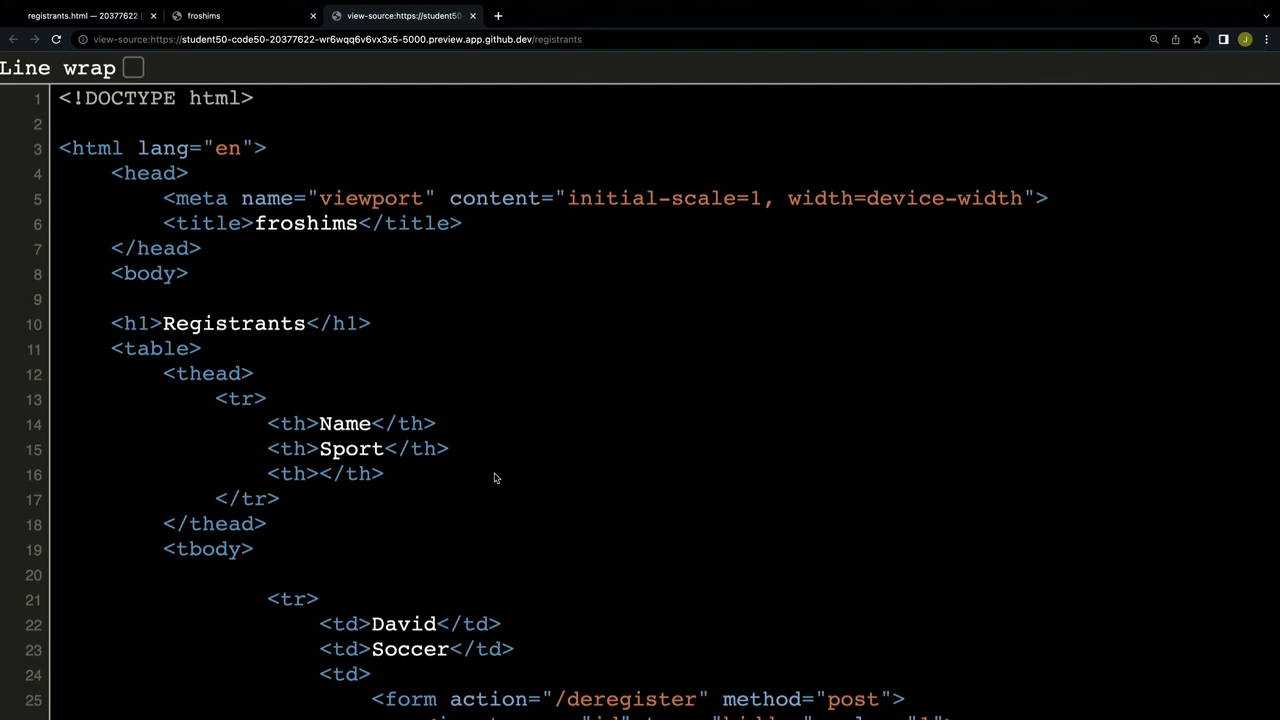 registrants.html — 20377622
froshims
view-source:https://student50
view-source:https://student50-code50-20377622-wr6wqq6v6vx3x5-5000.preview.app.github.dev/registrants
J
Line wrap
1 <!DOCTYPE html>
2
3 <html lang="en">
4 <head>
5 <meta name="viewport" content="initial-scale=1, width=device-width">
6 <title>froshims</title>
7 </head>
8 <body>
9
10 <h1>Registrants</h1>
11 <table>
12 <thead>
13 <tr>
14 <th>Name</th>
15 <th>Sport</th>
16 <th></th>
17 </tr>
18 </thead>
19 <tbody>
20
21 <tr>
22 <td>David</td>
23 <td>Soccer</td>
24 <td>
25 <form action="/deregister" method="post">